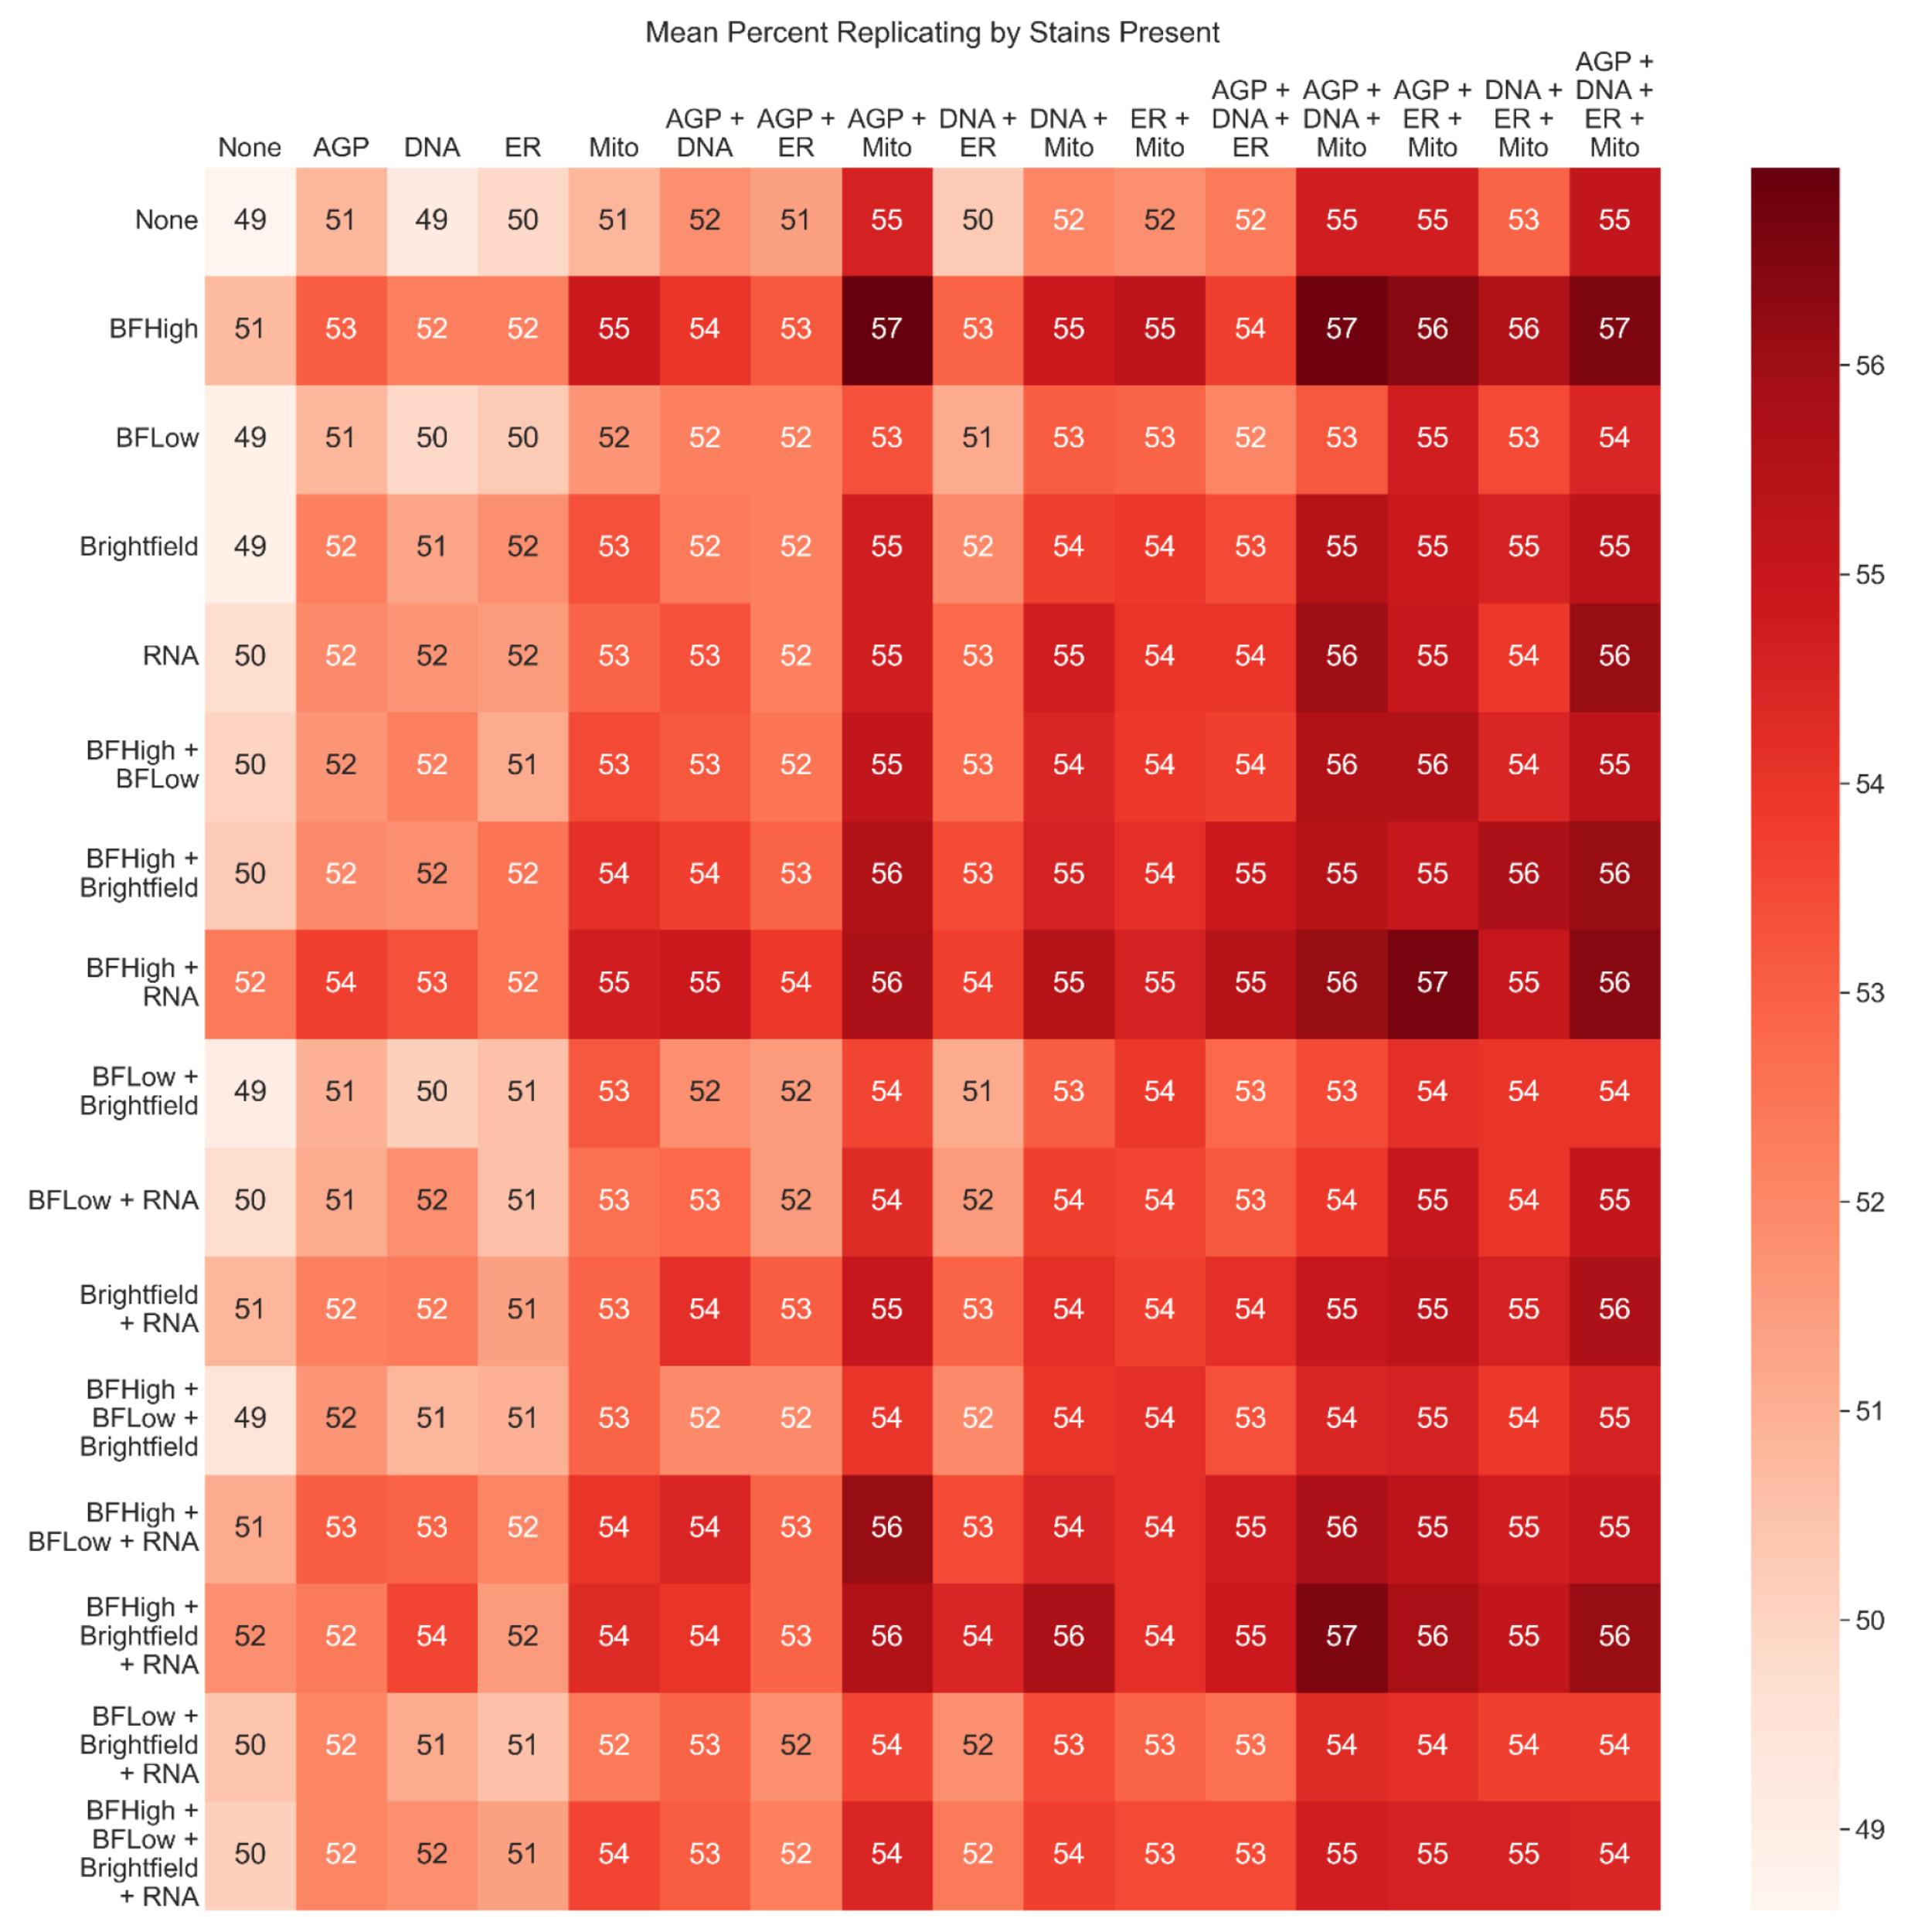 Mean Percent Replicating by Stains Present
AGP +
AGP + AGP + AGP + DNA + DNA +
AGP + AGP + AGP + DNA + DNA + ER + DNA + DNA + ER + ER + ER +
None AGP DNA ER Mito DNA ER Mito ER Mito Mito ER Mito Mito Mito Mito
None 49 51 49 50 51 52 51 55 50 52 52 52 55 55 53 55
BFHigh 51 53 52 52 55 54 53 57 53 55 55 54 57 56 56 57
56
BFLow 49 51 50 50 52 52 52 53 51 53 53 52 53 55 53 54
Brightfield 49 52 51 52 53 52 52 55 52 54 54 53 55 55 55 55
55
RNA 50 52 52 52 53 53 52 55 53 55 54 54 56 55 54 56
BFHigh +
BFLow 50 52 52 51 53 53 52 55 53 54 54 54 56 56 54 55
54
BFHigh +
Brightfield 50 52 52 52 54 54 53 56 53 55 54 55 55 55 56 56
BFHigh +
RNA 52 54 53 52 55 55 54 56 54 55 55 55 56 57 55 56
53
BFLow +
Brightfield 49 51 50 51 53 52 52 54 51 53 54 53 53 54 54 54
BFLow + RNA 50 51 52 51 53 53 52 54 52 54 54 53 54 55 54 55
52
Brightfield
+ RNA 51 52 52 51 53 54 53 55 53 54 54 54 55 55 55 56
BFHigh +
BFLow + 49 52 51 51 53 52 52 54 52 54 54 53 54 55 54 55
Brightfield
51
BFHigh +
BFLow + RNA 51 53 53 52 54 54 53 56 53 54 54 55 56 55 55 55
BFHigh +
Brightfield 52 52 54 52 54 54 53 56 54 56 54 55 57 56 55 56
+ RNA
50
BFLow +
Brightfield 50 52 51 51 52 53 52 54 52 53 53 53 54 54 54 54
+ RNA
BFHigh +
BFLow + 50 52 52 51 54 53 52 54 52 54 53 53 55 55 55 54
Brightfield
+ RNA
49